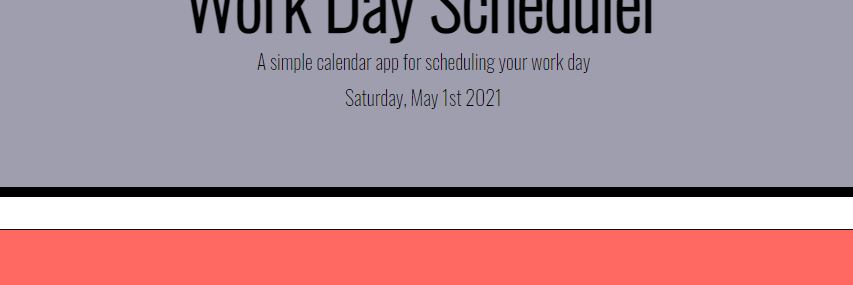 Work Day Scheduler
A simple calendar app for scheduling your work day
Saturday, May 1st 2021